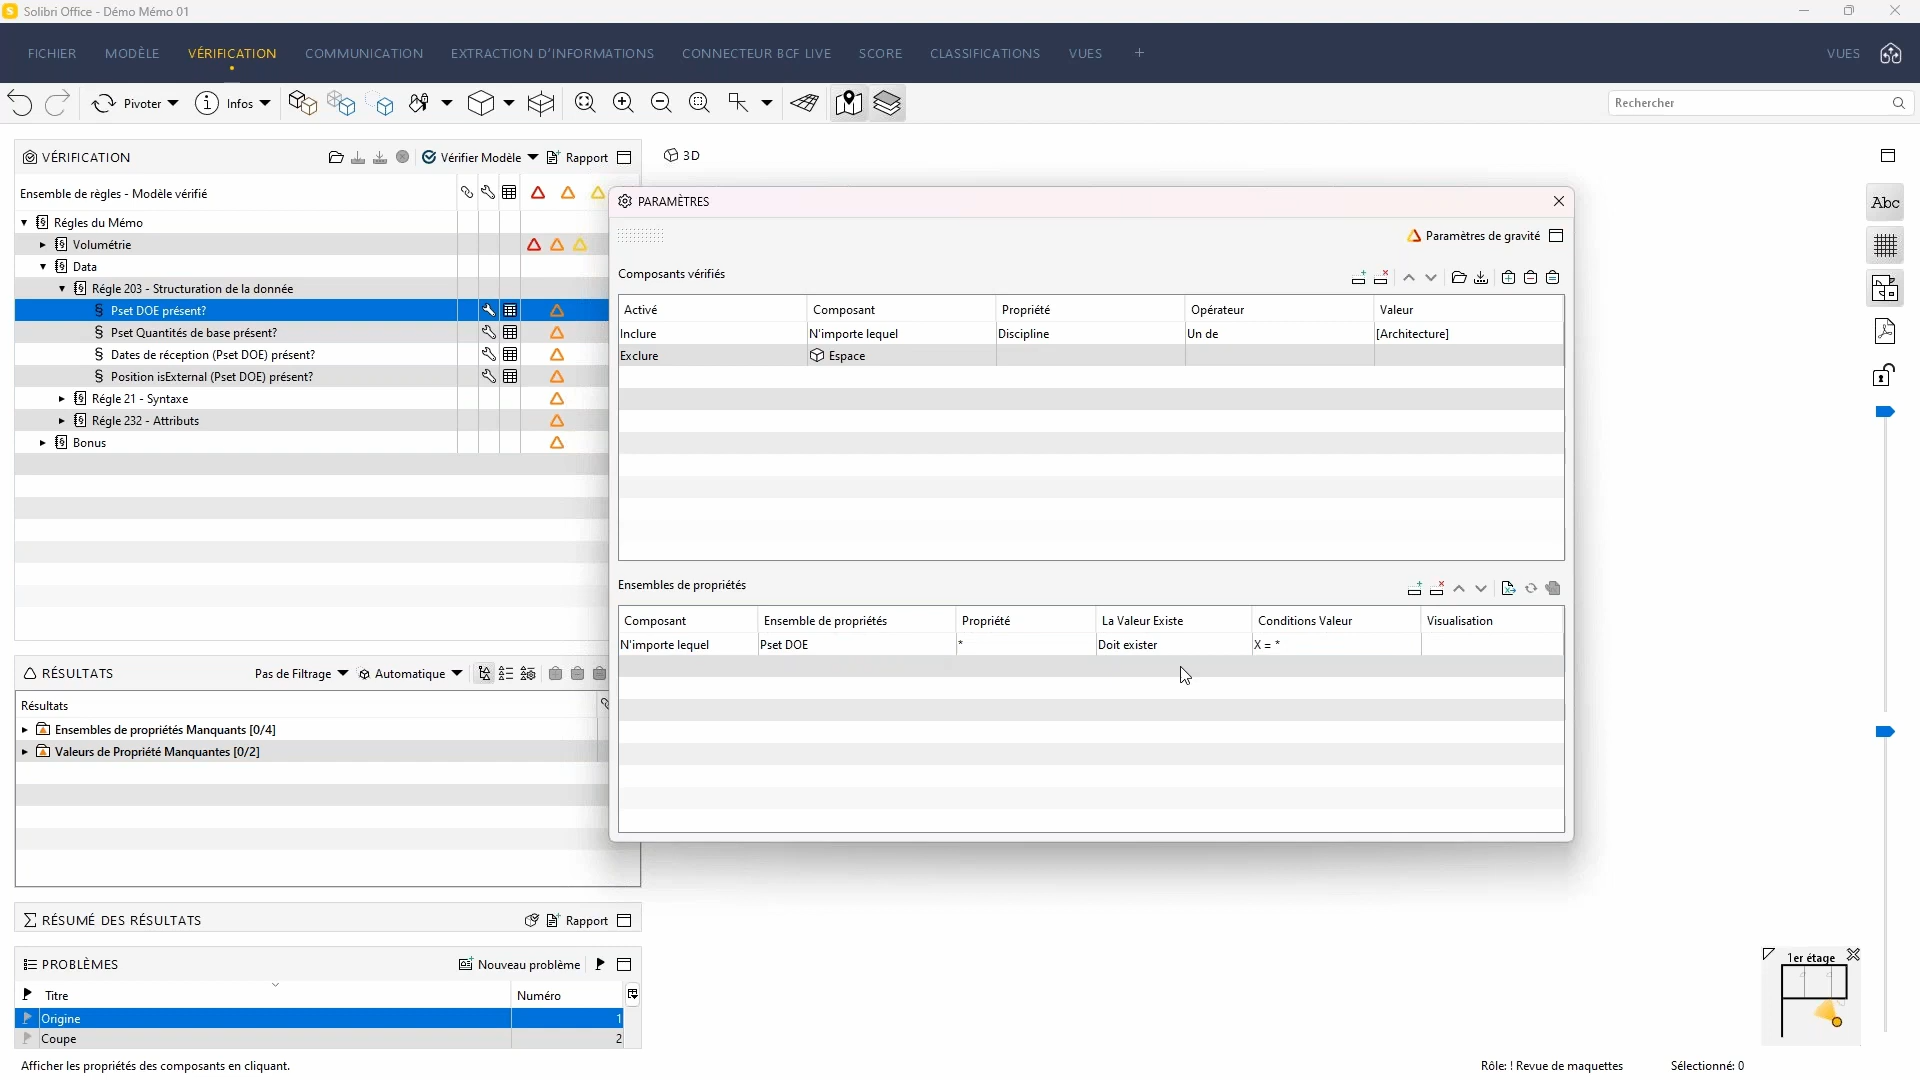 Solibri Office - Démo Mémo 01
FICHIER MODÈLE VÉRIFICATION COMMUNICATION EXTRACTION D'INFORMATIONS CONNECTEUR BCF LIVE SCORE CLASSIFICATIONS VUES + VUES
Pivoter Infos Rechercher
VÉRIFICATION Vérifier Modèle Rapport
3D
Ensemble de règles - Modèle vérifié
Régles du Mémo
Volumétrie
Data
Régle 203 - Structuration de la donnée
Pset DOE présent?
Pset Quantités de base présent?
Dates de réception (Pset DOE) présent?
Position isExternal (Pset DOE) présent?
Régle 21 - Syntaxe
Régle 232 - Attributs
Bonus
PARAMÈTRES
Paramètres de gravité
Composants vérifiés
Activé Composant Propriété Opérateur Valeur
Inclure N'importe lequel Discipline Un de [Architecture]
Exclure Espace
Ensembles de propriétés
Composant Ensemble de propriétés Propriété La Valeur Existe Conditions Valeur Visualisation
N'importe lequel Pset DOE * Doit exister X = *
Abc
RÉSULTATS Pas de Filtrage Automatique
Résultats
Ensembles de propriétés Manquants [0/4]
Valeurs de Propriété Manquantes [0/2]
RÉSUMÉ DES RÉSULTATS Rapport
PROBLÈMES Nouveau problème
Titre Numéro
Origine 1
Coupe 2
1er étage
Afficher les propriétés des composants en cliquant. Rôle: ! Revue de maquettes Sélectionné: 0